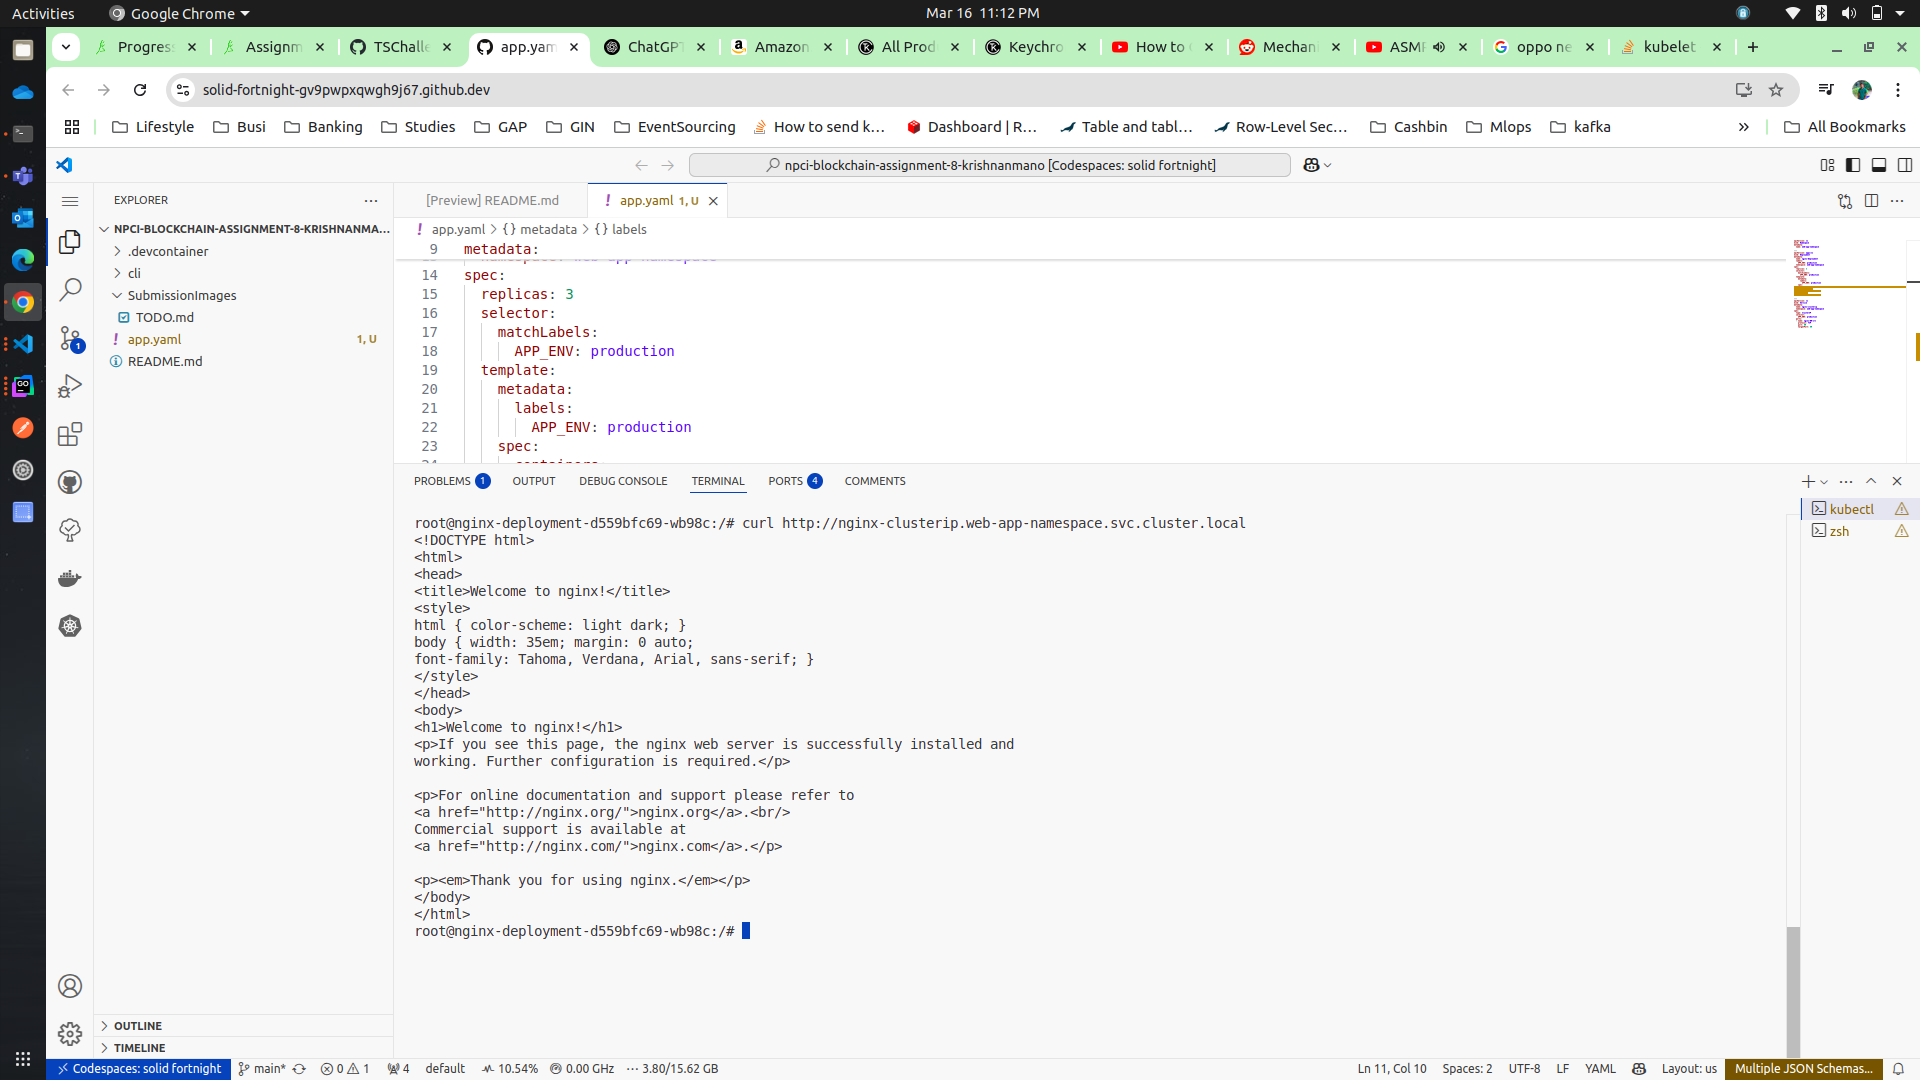 Activities
Google Chrome
Mar 16 11:12 PM
Progress
Assignm
TSChalle
app.yam
ChatGPT
Amazon
All Prod
Keychro
How to
Mechani
ASMR
oppo ne
kubelet
solid-fortnight-gv9pwpxqwgh9j67.github.dev
Lifestyle
Busi
Banking
Studies
GAP
GIN
EventSourcing
How to send k...
Dashboard | R...
Table and tabl...
Row-Level Sec...
Cashbin
Mlops
kafka
»
All Bookmarks
npci-blockchain-assignment-8-krishnanmano [Codespaces: solid fortnight]
EXPLORER
NPCI-BLOCKCHAIN-ASSIGNMENT-8-KRISHNANMA...
.devcontainer
cli
SubmissionImages
TODO.md
app.yaml 1, U
README.md
OUTLINE
TIMELINE
[Preview] README.md
app.yaml 1, U
app.yaml > {} metadata > {} labels
9 metadata:
14 spec:
15 replicas: 3
16 selector:
17 matchLabels:
18 APP_ENV: production
19 template:
20 metadata:
21 labels:
22 APP_ENV: production
23 spec:
PROBLEMS 1
OUTPUT
DEBUG CONSOLE
TERMINAL
PORTS 4
COMMENTS
kubectl
zsh
root@nginx-deployment-d559bfc69-wb98c:/# curl http://nginx-clusterip.web-app-namespace.svc.cluster.local
<!DOCTYPE html>
<html>
<head>
<title>Welcome to nginx!</title>
<style>
html { color-scheme: light dark; }
body { width: 35em; margin: 0 auto;
font-family: Tahoma, Verdana, Arial, sans-serif; }
</style>
</head>
<body>
<h1>Welcome to nginx!</h1>
<p>If you see this page, the nginx web server is successfully installed and
working. Further configuration is required.</p>
<p>For online documentation and support please refer to
<a href="http://nginx.org/">nginx.org</a>.<br/>
Commercial support is available at
<a href="http://nginx.com/">nginx.com</a>.</p>
<p><em>Thank you for using nginx.</em></p>
</body>
</html>
root@nginx-deployment-d559bfc69-wb98c:/#
Codespaces: solid fortnight
main*
0
1
4
default
10.54%
0.00 GHz
3.80/15.62 GB
Ln 11, Col 10
Spaces: 2
UTF-8
LF
YAML
Layout: us
Multiple JSON Schemas...